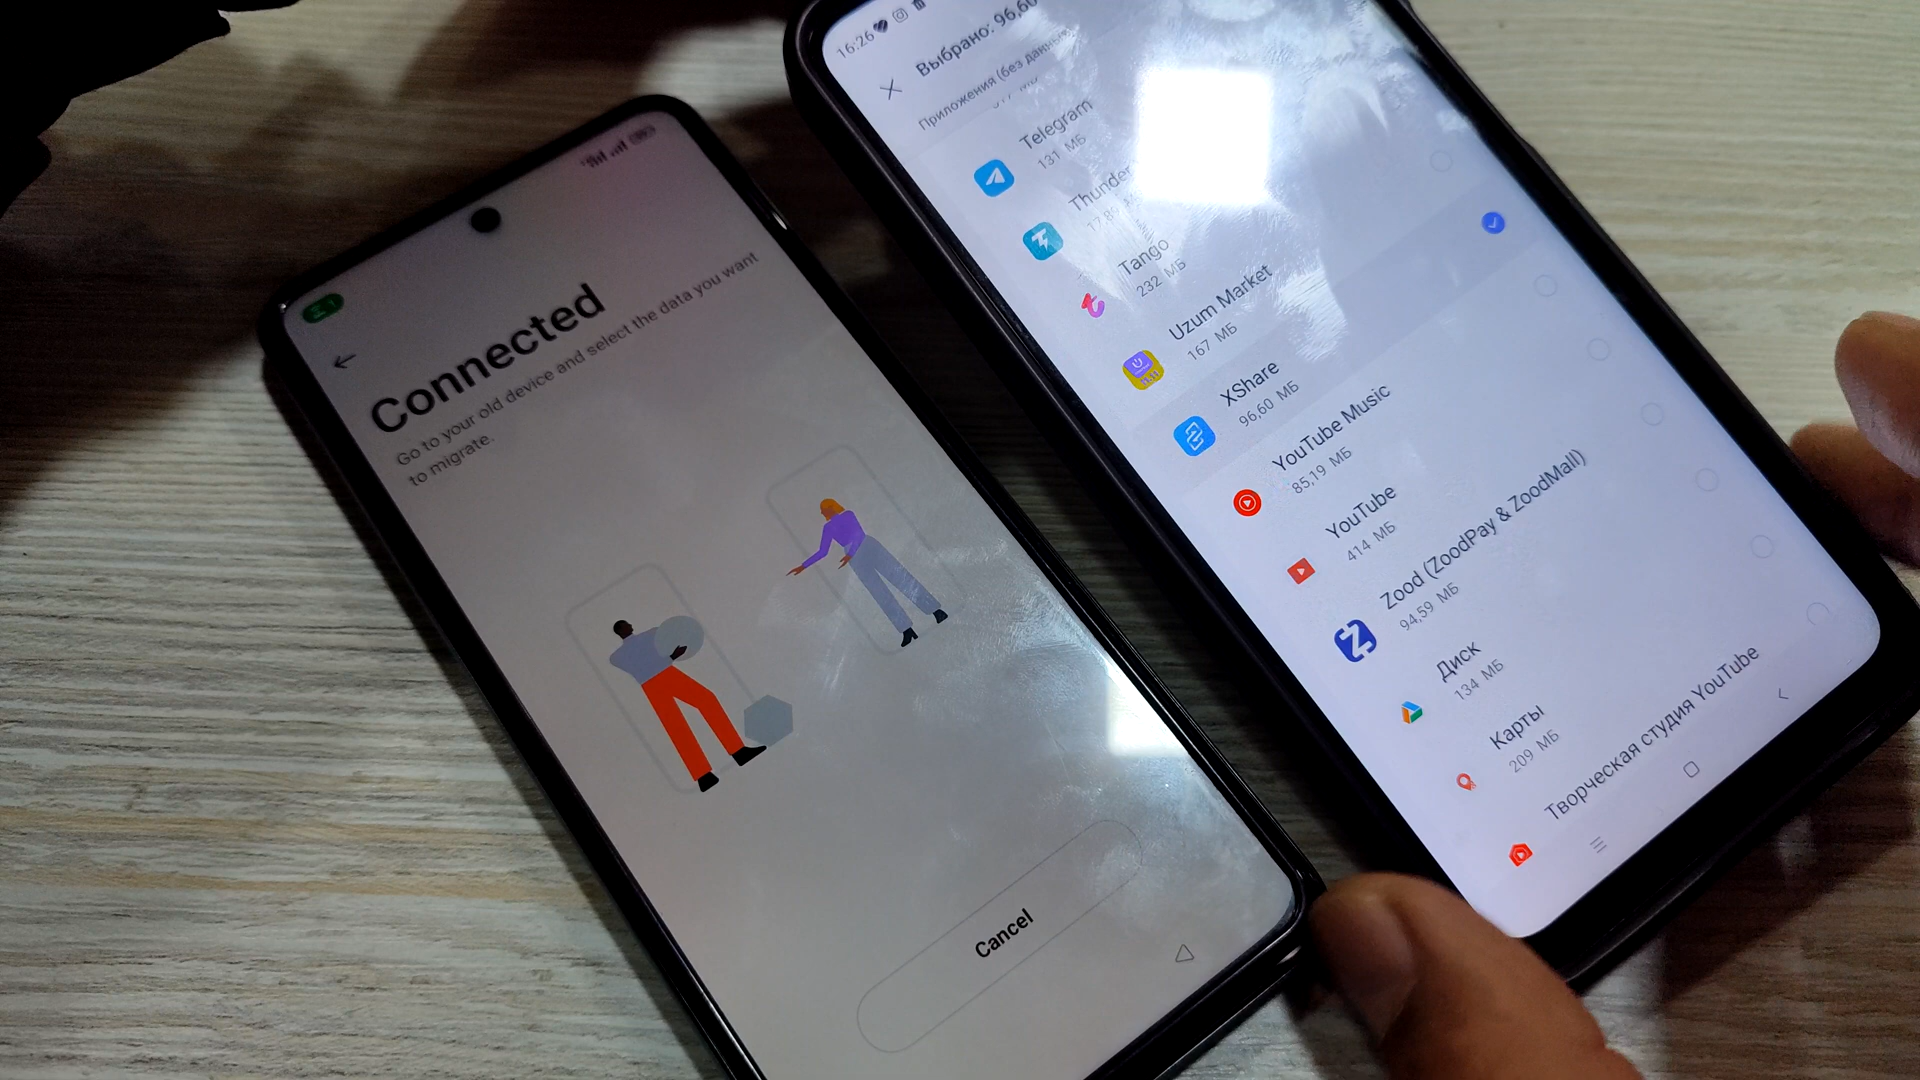 Connected
Go to your old device and select the data you want
to migrate.
Cancel
16:26
Выбрано: 96,60
Приложения (без данных
Telegram
131 МБ
Thunder
17,89
Tango
232 МБ
Uzum Market
167 МБ
XShare
96,60 МБ
YouTube Music
85,19 МБ
YouTube
414 МБ
Zood (ZoodPay & ZoodMall)
94,59 МБ
Диск
134 МБ
Карты
209 МБ
Творческая студия YouTube